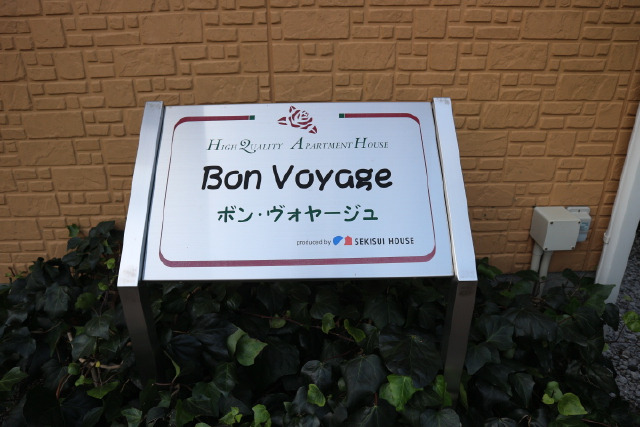 High Quality Apartment House
Bon Voyage
ボン・ヴォヤージュ
produced by SEKISUI HOUSE